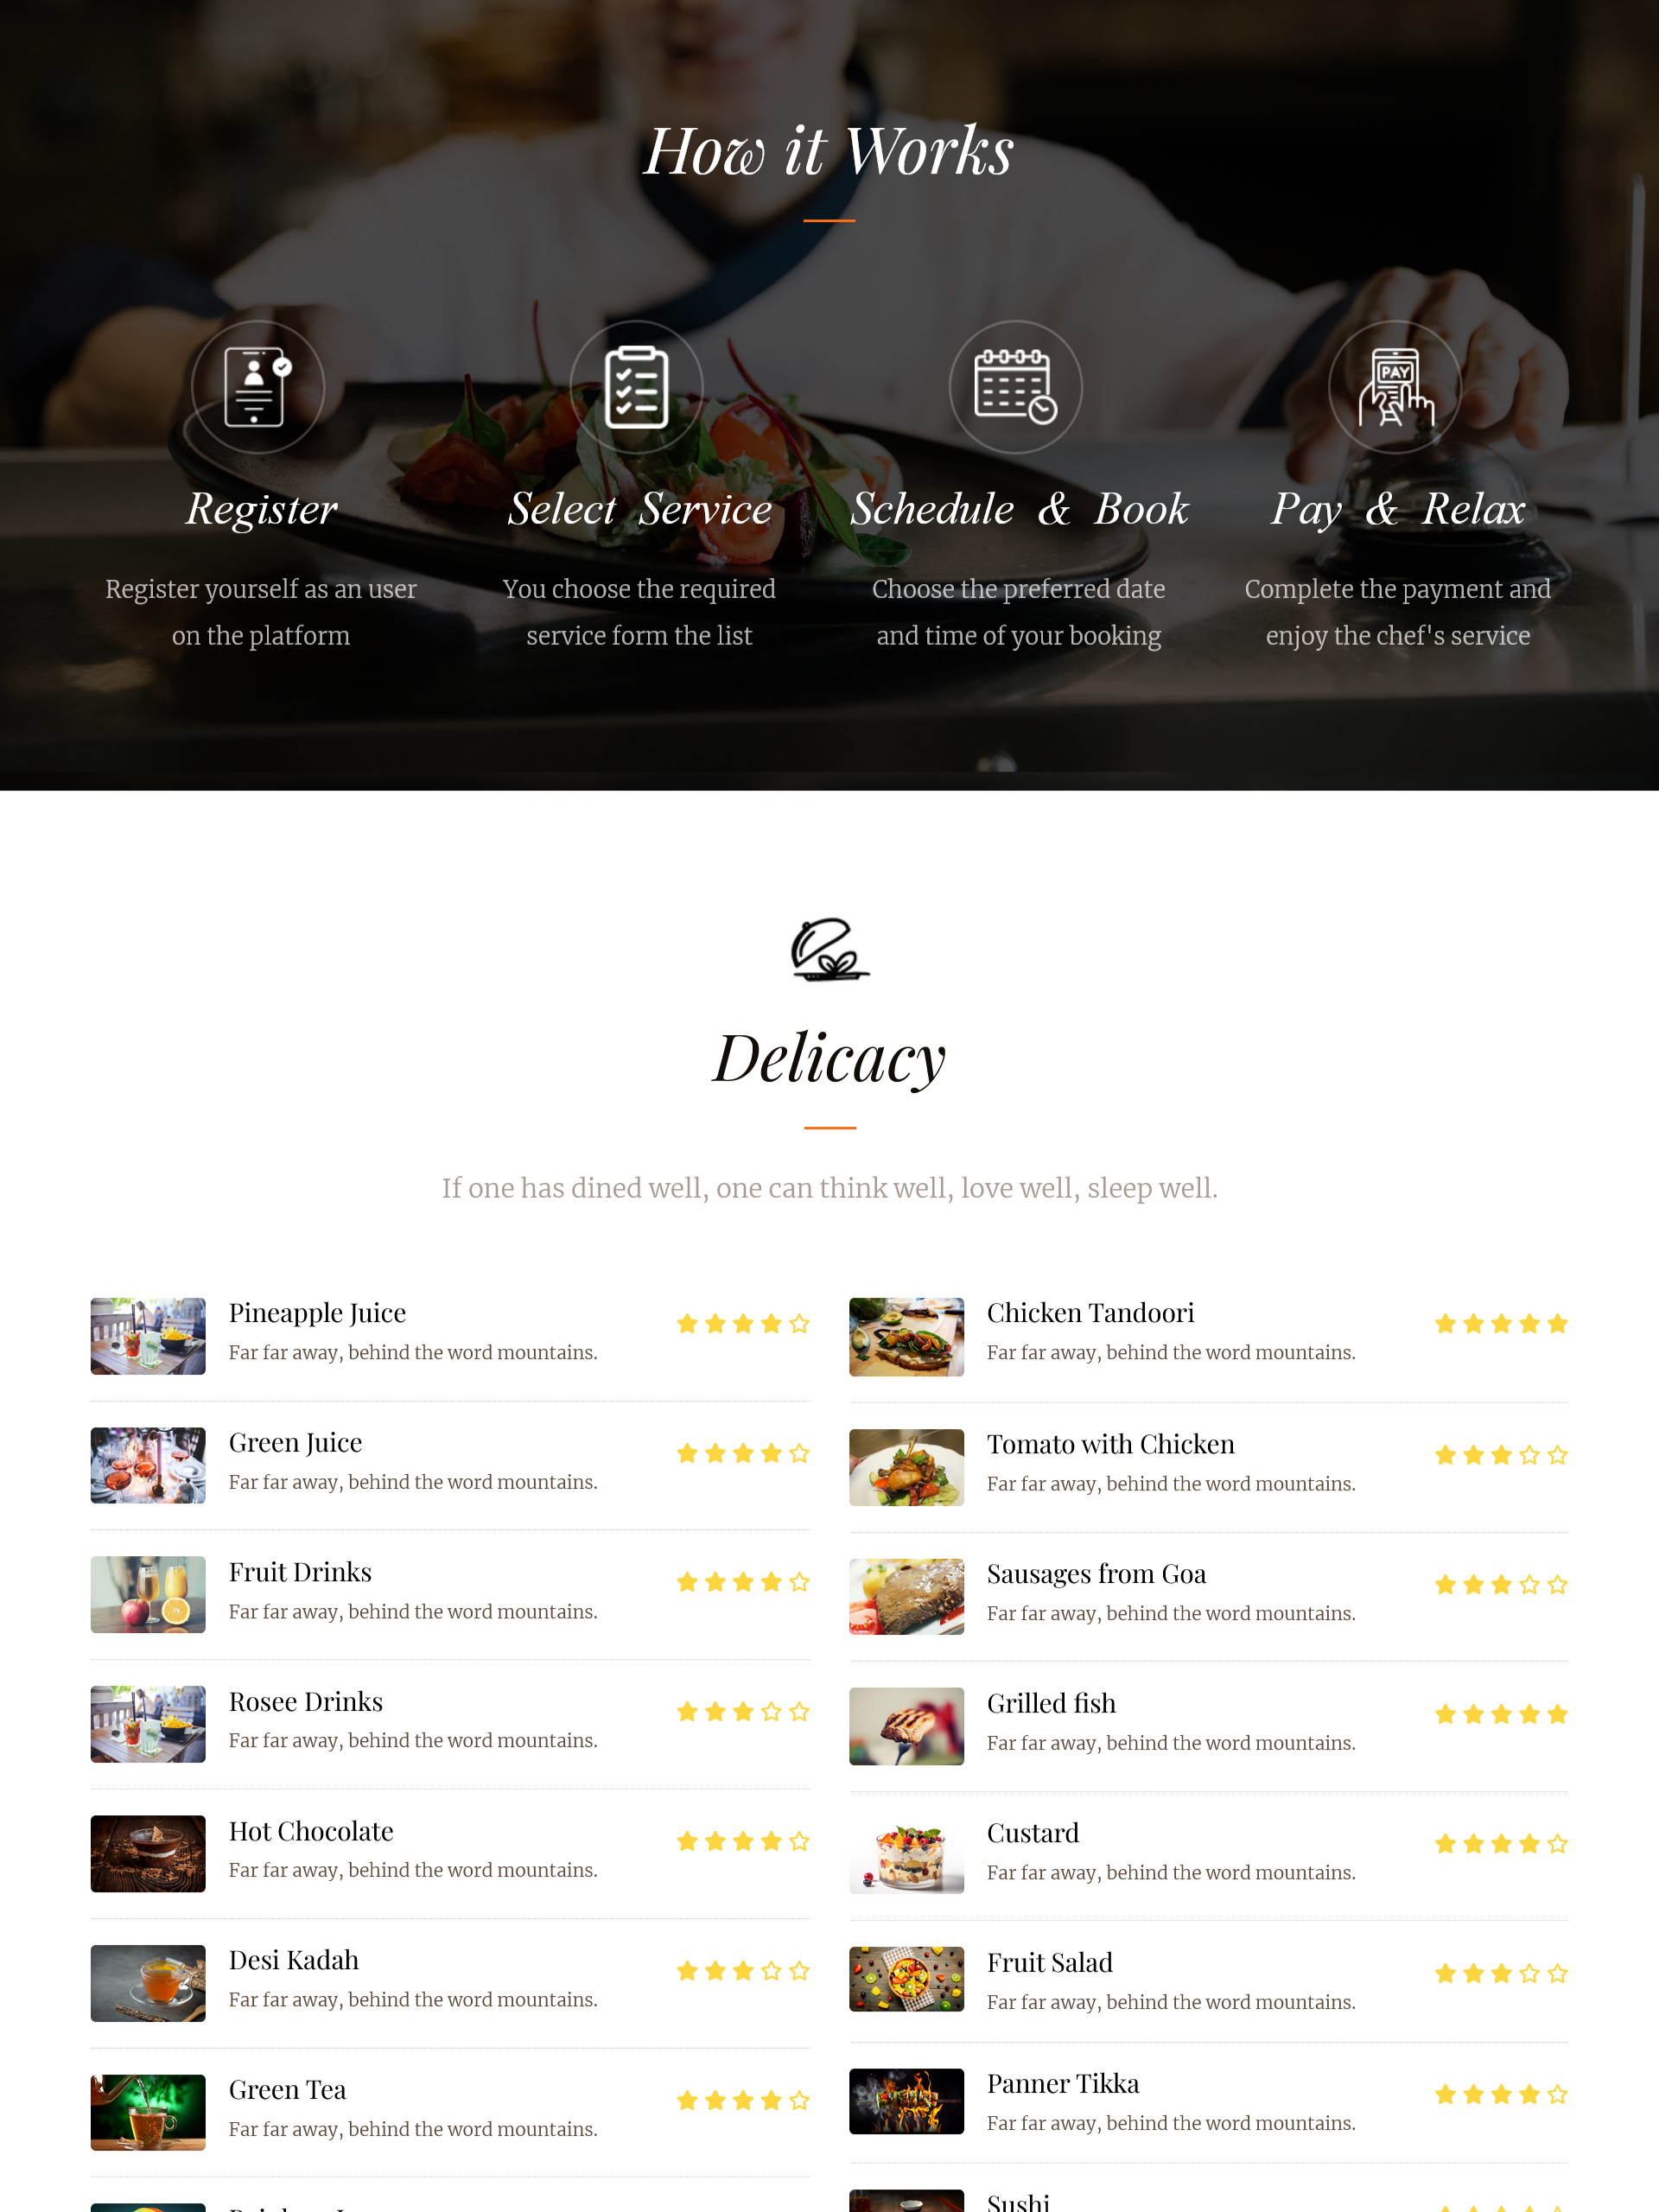 How it Works
PAY
Register
Register yourself as an user
on the platform
Select Service
You choose the required
service form the list
Schedule & Book
Choose the preferred date
and time of your booking
Pay & Relax
Complete the payment and
enjoy the chef's service
Delicacy
If one has dined well, one can think well, love well, sleep well.
Pineapple Juice
Far far away, behind the word mountains.
Green Juice
Far far away, behind the word mountains.
Fruit Drinks
Far far away, behind the word mountains.
Rosee Drinks
Far far away, behind the word mountains.
Hot Chocolate
Far far away, behind the word mountains.
Desi Kadah
Far far away, behind the word mountains.
Green Tea
Far far away, behind the word mountains.
Chicken Tandoori
Far far away, behind the word mountains.
Tomato with Chicken
Far far away, behind the word mountains.
Sausages from Goa
Far far away, behind the word mountains.
Grilled fish
Far far away, behind the word mountains.
Custard
Far far away, behind the word mountains.
Fruit Salad
Far far away, behind the word mountains.
Panner Tikka
Far far away, behind the word mountains.
Sushi